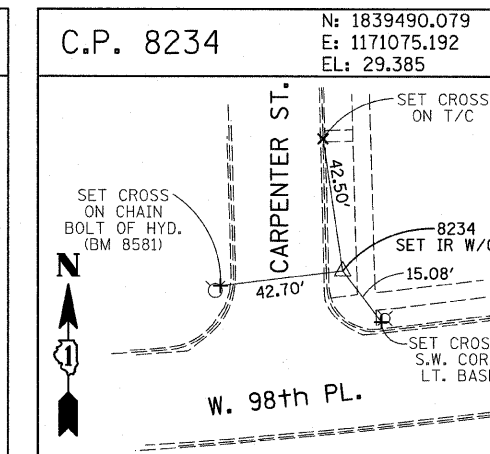 C.P. 8234
N: 1839490.079
E: 1171075.192
EL: 29.385
SET CROSS
ON T/C
CARPENTER ST.
42.50'
SET CROSS
ON CHAIN
BOLT OF HYD.
(BM 8581)
8234
SET IR W/
N
15.08'
42.70'
1
SET CROS
S.W. COR
LT. BAS
W. 98th PL.